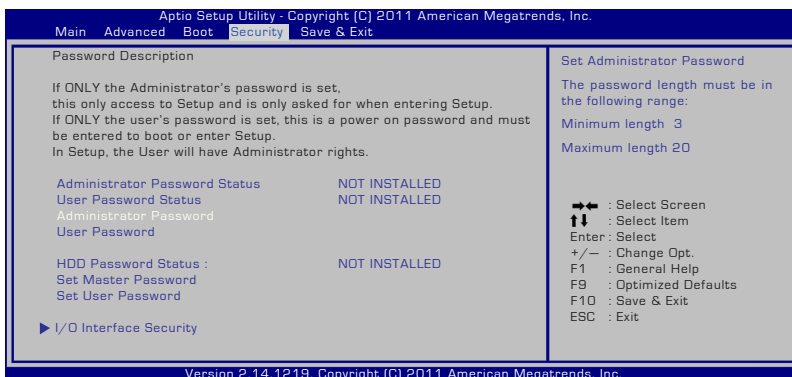 Aptio Setup Utility - Copyright (C) 2011 American Megatrends, Inc.
Main Advanced Boot Security Save & Exit
Password Description
If ONLY the Administrator's password is set,
this only access to Setup and is only asked for when entering Setup.
If ONLY the user's password is set, this is a power on password and must
be entered to boot or enter Setup.
In Setup, the User will have Administrator rights.
Administrator Password Status NOT INSTALLED
User Password Status NOT INSTALLED
Administrator Password
User Password
HDD Password Status : NOT INSTALLED
Set Master Password
Set User Password
I/O Interface Security
Set Administrator Password
The password length must be in
the following range:
Minimum length 3
Maximum length 20
: Select Screen
: Select Item
Enter : Select
+/— : Change Opt.
F1 : General Help
F9 : Optimized Defaults
F10 : Save & Exit
ESC : Exit
Version 2.14.1219. Copyright (C) 2011 American Megatrends, Inc.